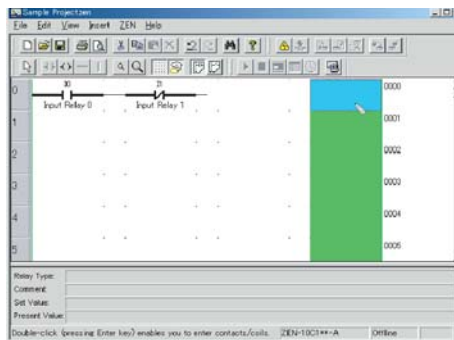 Sample Project.zen
File Edit View Insert ZEN Help
0 0000
Input Relay 0 Input Relay 1
1 0001
2 0002
3 0003
4 0004
5 0005
Relay Type:
Comment:
Set Value:
Present Value:
Double-click (pressing Enter key) enables you to enter contacts/coils. ZEN-10C1**-A Offline